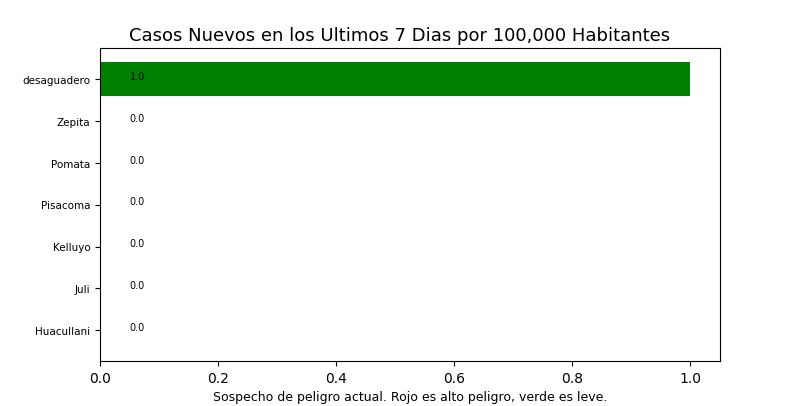 Casos Nuevos en los Ultimos 7 Dias por 100,000 Habitantes
desaguadero 1.0
Zepita 0.0
Pomata 0.0
Pisacoma 0.0
Kelluyo 0.0
Juli 0.0
Huacullani 0.0
0.0 0.2 0.4 0.6 0.8 1.0
Sospecho de peligro actual. Rojo es alto peligro, verde es leve.